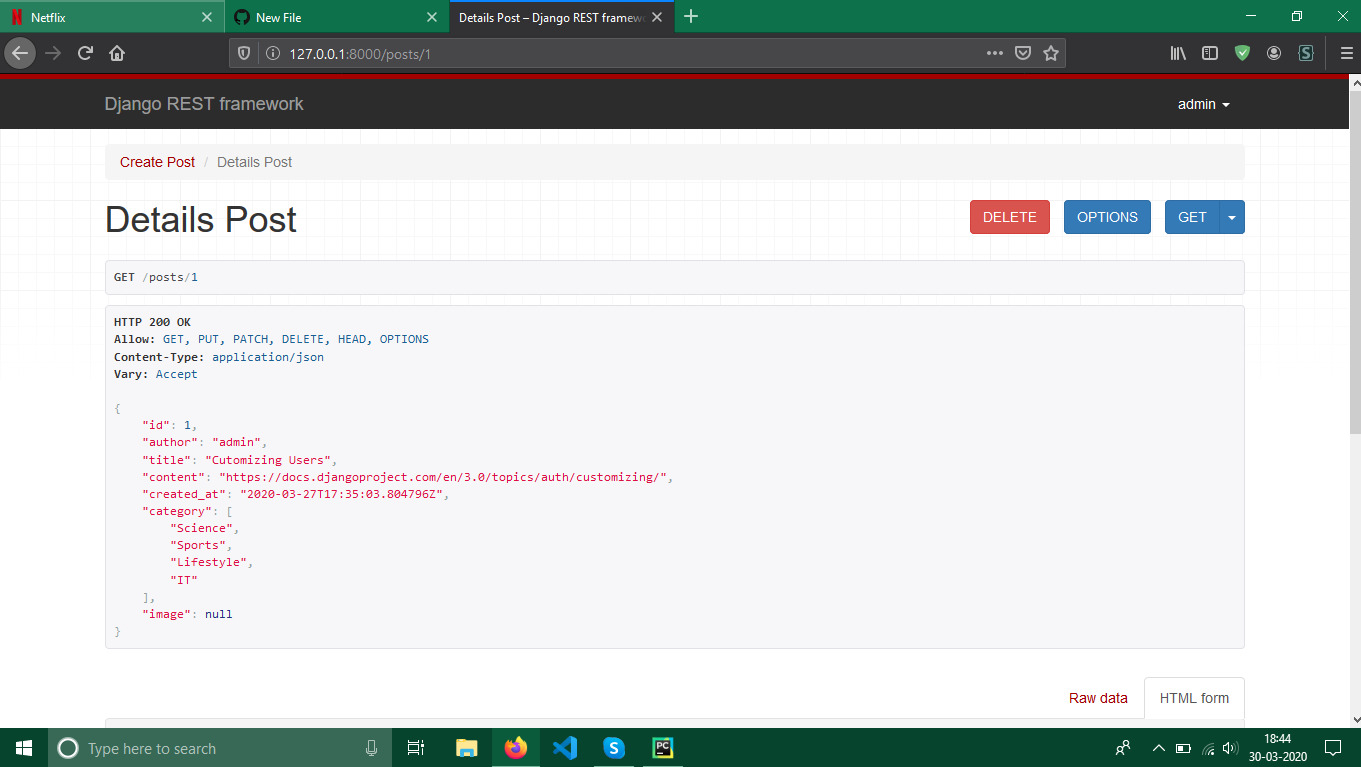 Netflix
New File
Details Post – Django REST framew
127.0.0.1:8000/posts/1
Django REST framework
admin
Create Post / Details Post
Details Post
DELETE
OPTIONS
GET
GET /posts/1
HTTP 200 OK
Allow: GET, PUT, PATCH, DELETE, HEAD, OPTIONS
Content-Type: application/json
Vary: Accept
{
"id": 1,
"author": "admin",
"title": "Cutomizing Users",
"content": "https://docs.djangoproject.com/en/3.0/topics/auth/customizing/",
"created_at": "2020-03-27T17:35:03.804796Z",
"category": [
"Science",
"Sports",
"Lifestyle",
"IT"
],
"image": null
}
Raw data
HTML form
Type here to search
18:44
30-03-2020